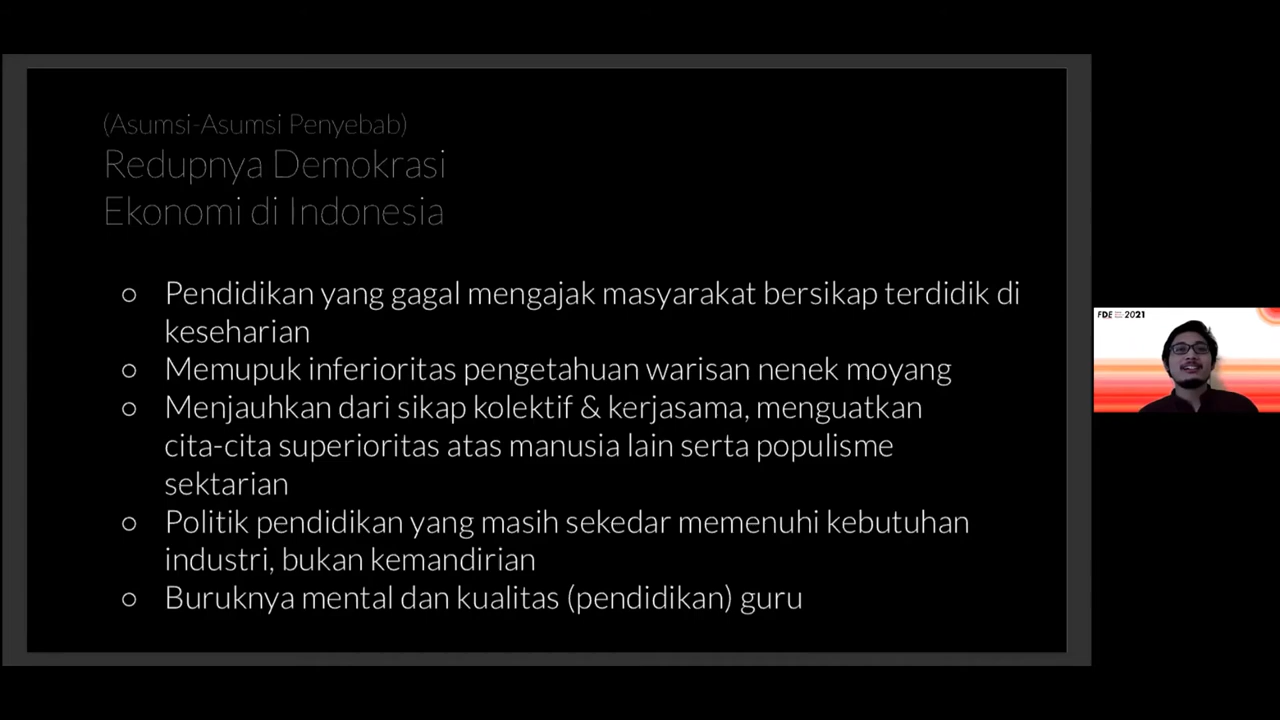 (Asumsi-Asumsi Penyebab)
Redupnya Demokrasi
Ekonomi di Indonesia
○ Pendidikan yang gagal mengajak masyarakat bersikap terdidik di
keseharian
○ Memupuk inferioritas pengetahuan warisan nenek moyang
○ Menjauhkan dari sikap kolektif & kerjasama, menguatkan
cita-cita superioritas atas manusia lain serta populisme
sektarian
○ Politik pendidikan yang masih sekedar memenuhi kebutuhan
industri, bukan kemandirian
○ Buruknya mental dan kualitas (pendidikan) guru
FDE 2021